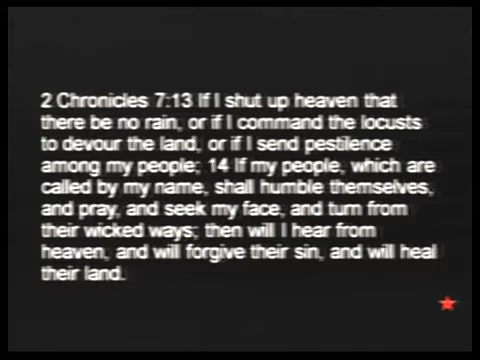 2 Chronicles 7:13 If I shut up heaven that
there be no rain, or if I command the locusts
to devour the land, or if I send pestilence
among my people; 14 If my people, which are
called by my name, shall humble themselves,
and pray, and seek my face, and turn from
their wicked ways; then will I hear from
heaven, and will forgive their sin, and will heal
their land.